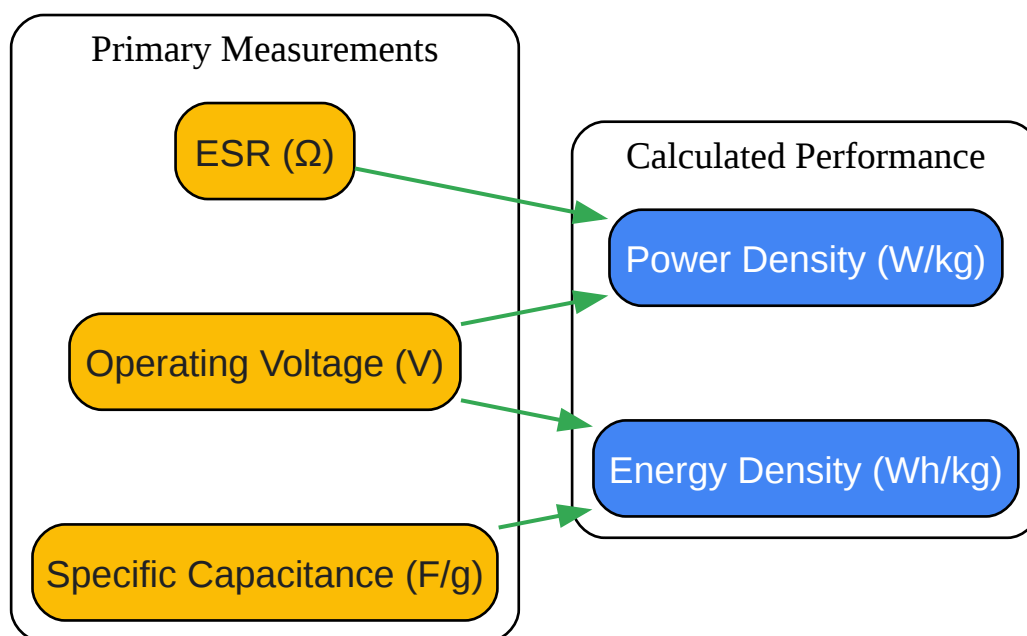 Primary Measurements
ESR (Ω)
Operating Voltage (V)
Specific Capacitance (F/g)
Calculated Performance
Power Density (W/kg)
Energy Density (Wh/kg)